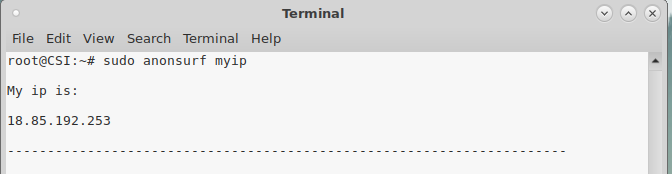 Terminal
File Edit View Search Terminal Help
root@CSI:~# sudo anonsurf myip
My ip is:
18.85.192.253
----------------------------------------------------------------------